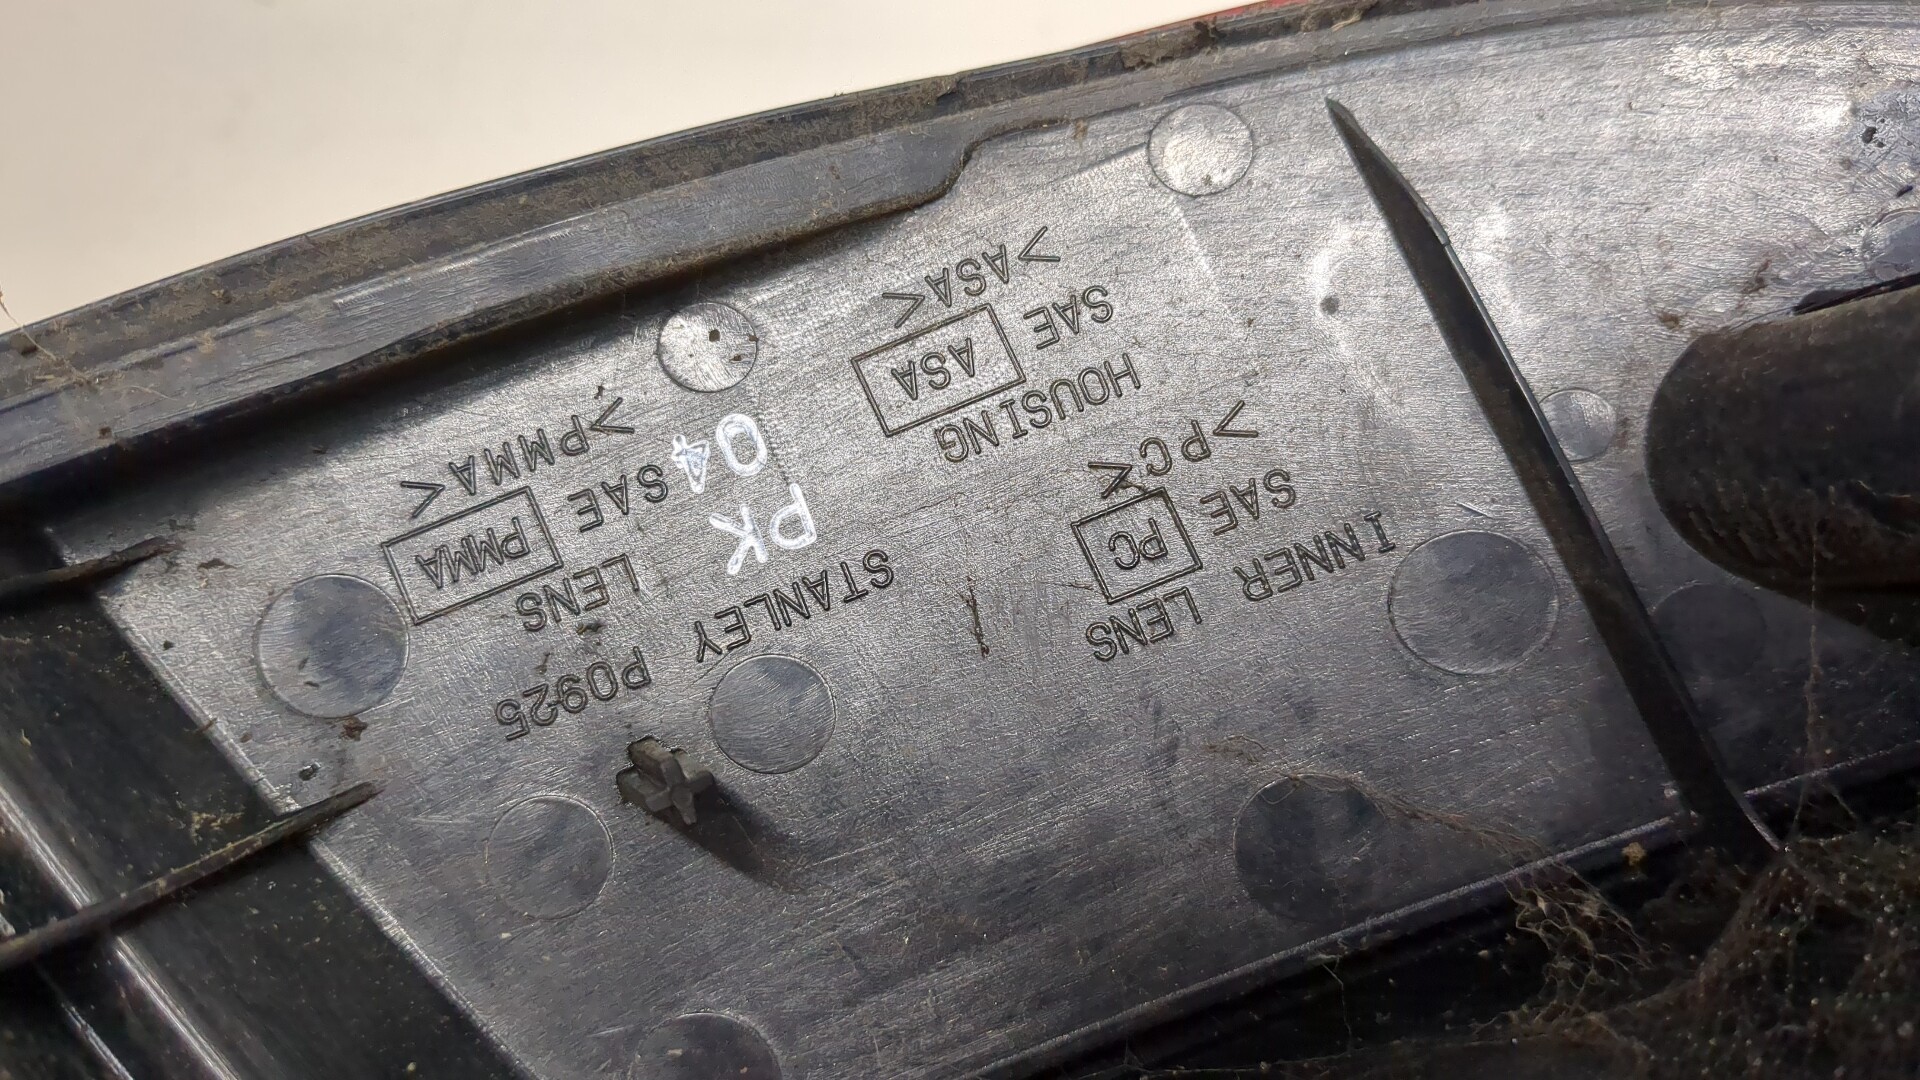 INNER LENS
SAE PC
>PC<
HOUSING
SAE ASA
>ASA<
STANLEY P0925
LENS
SAE PMMA
>PMMA<
PK
04